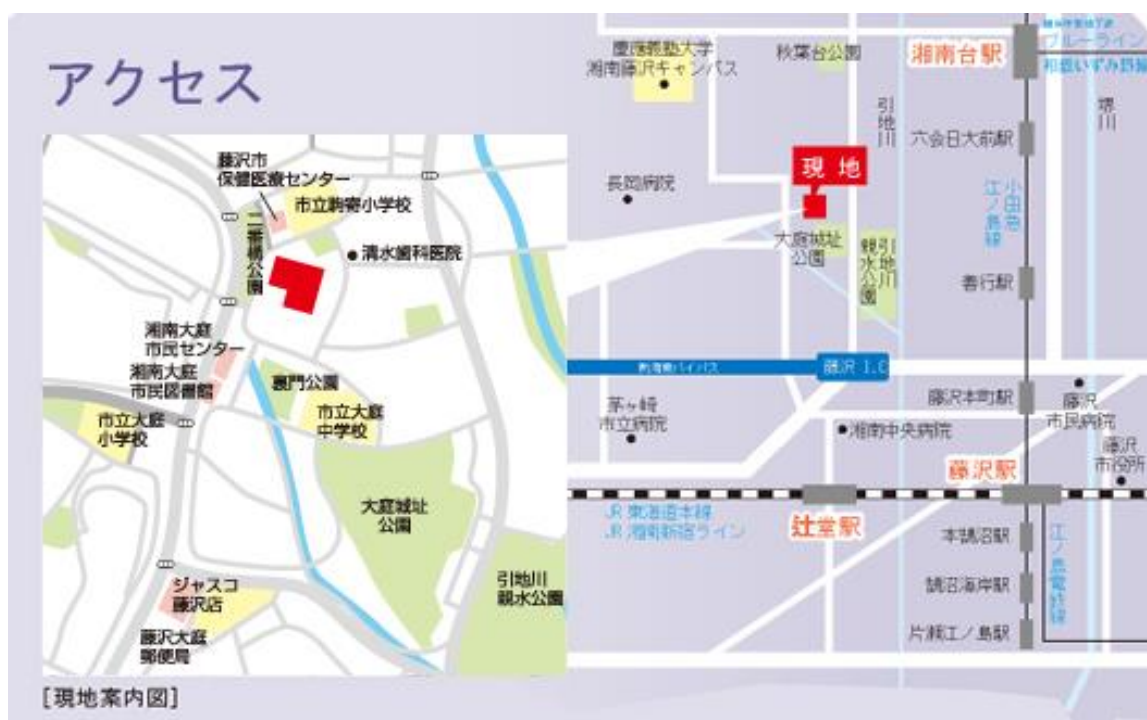 アクセス
藤沢市
保健医療センター
市立駒寄小学校
二番構公園
清水歯科医院
湘南大庭
市民センター
湘南大庭
市民図書館
裏門公園
市立大庭
小学校
市立大庭
中学校
大庭城址
公園
引地川
親水公園
ジャスコ
藤沢店
藤沢大庭
郵便局
[現地案内図]
慶應義塾大学
湘南藤沢キャンパス
秋葉台公園
湘南台駅
ブルーライン
相鉄いずみ野線
引地川
境川
六会日大前駅
現地
長岡病院
小田急
江ノ島線
大庭城址
公園
引地川
親水公園
善行駅
新湘南バイパス
藤沢 I.C
茅ヶ崎
市立病院
藤沢本町駅
藤沢
市民病院
湘南中央病院
藤沢
市役所
藤沢駅
JR 東海道本線
JR 湘南新宿ライン
辻堂駅
本鵠沼駅
江ノ島電鉄線
鵠沼海岸駅
片瀬江ノ島駅